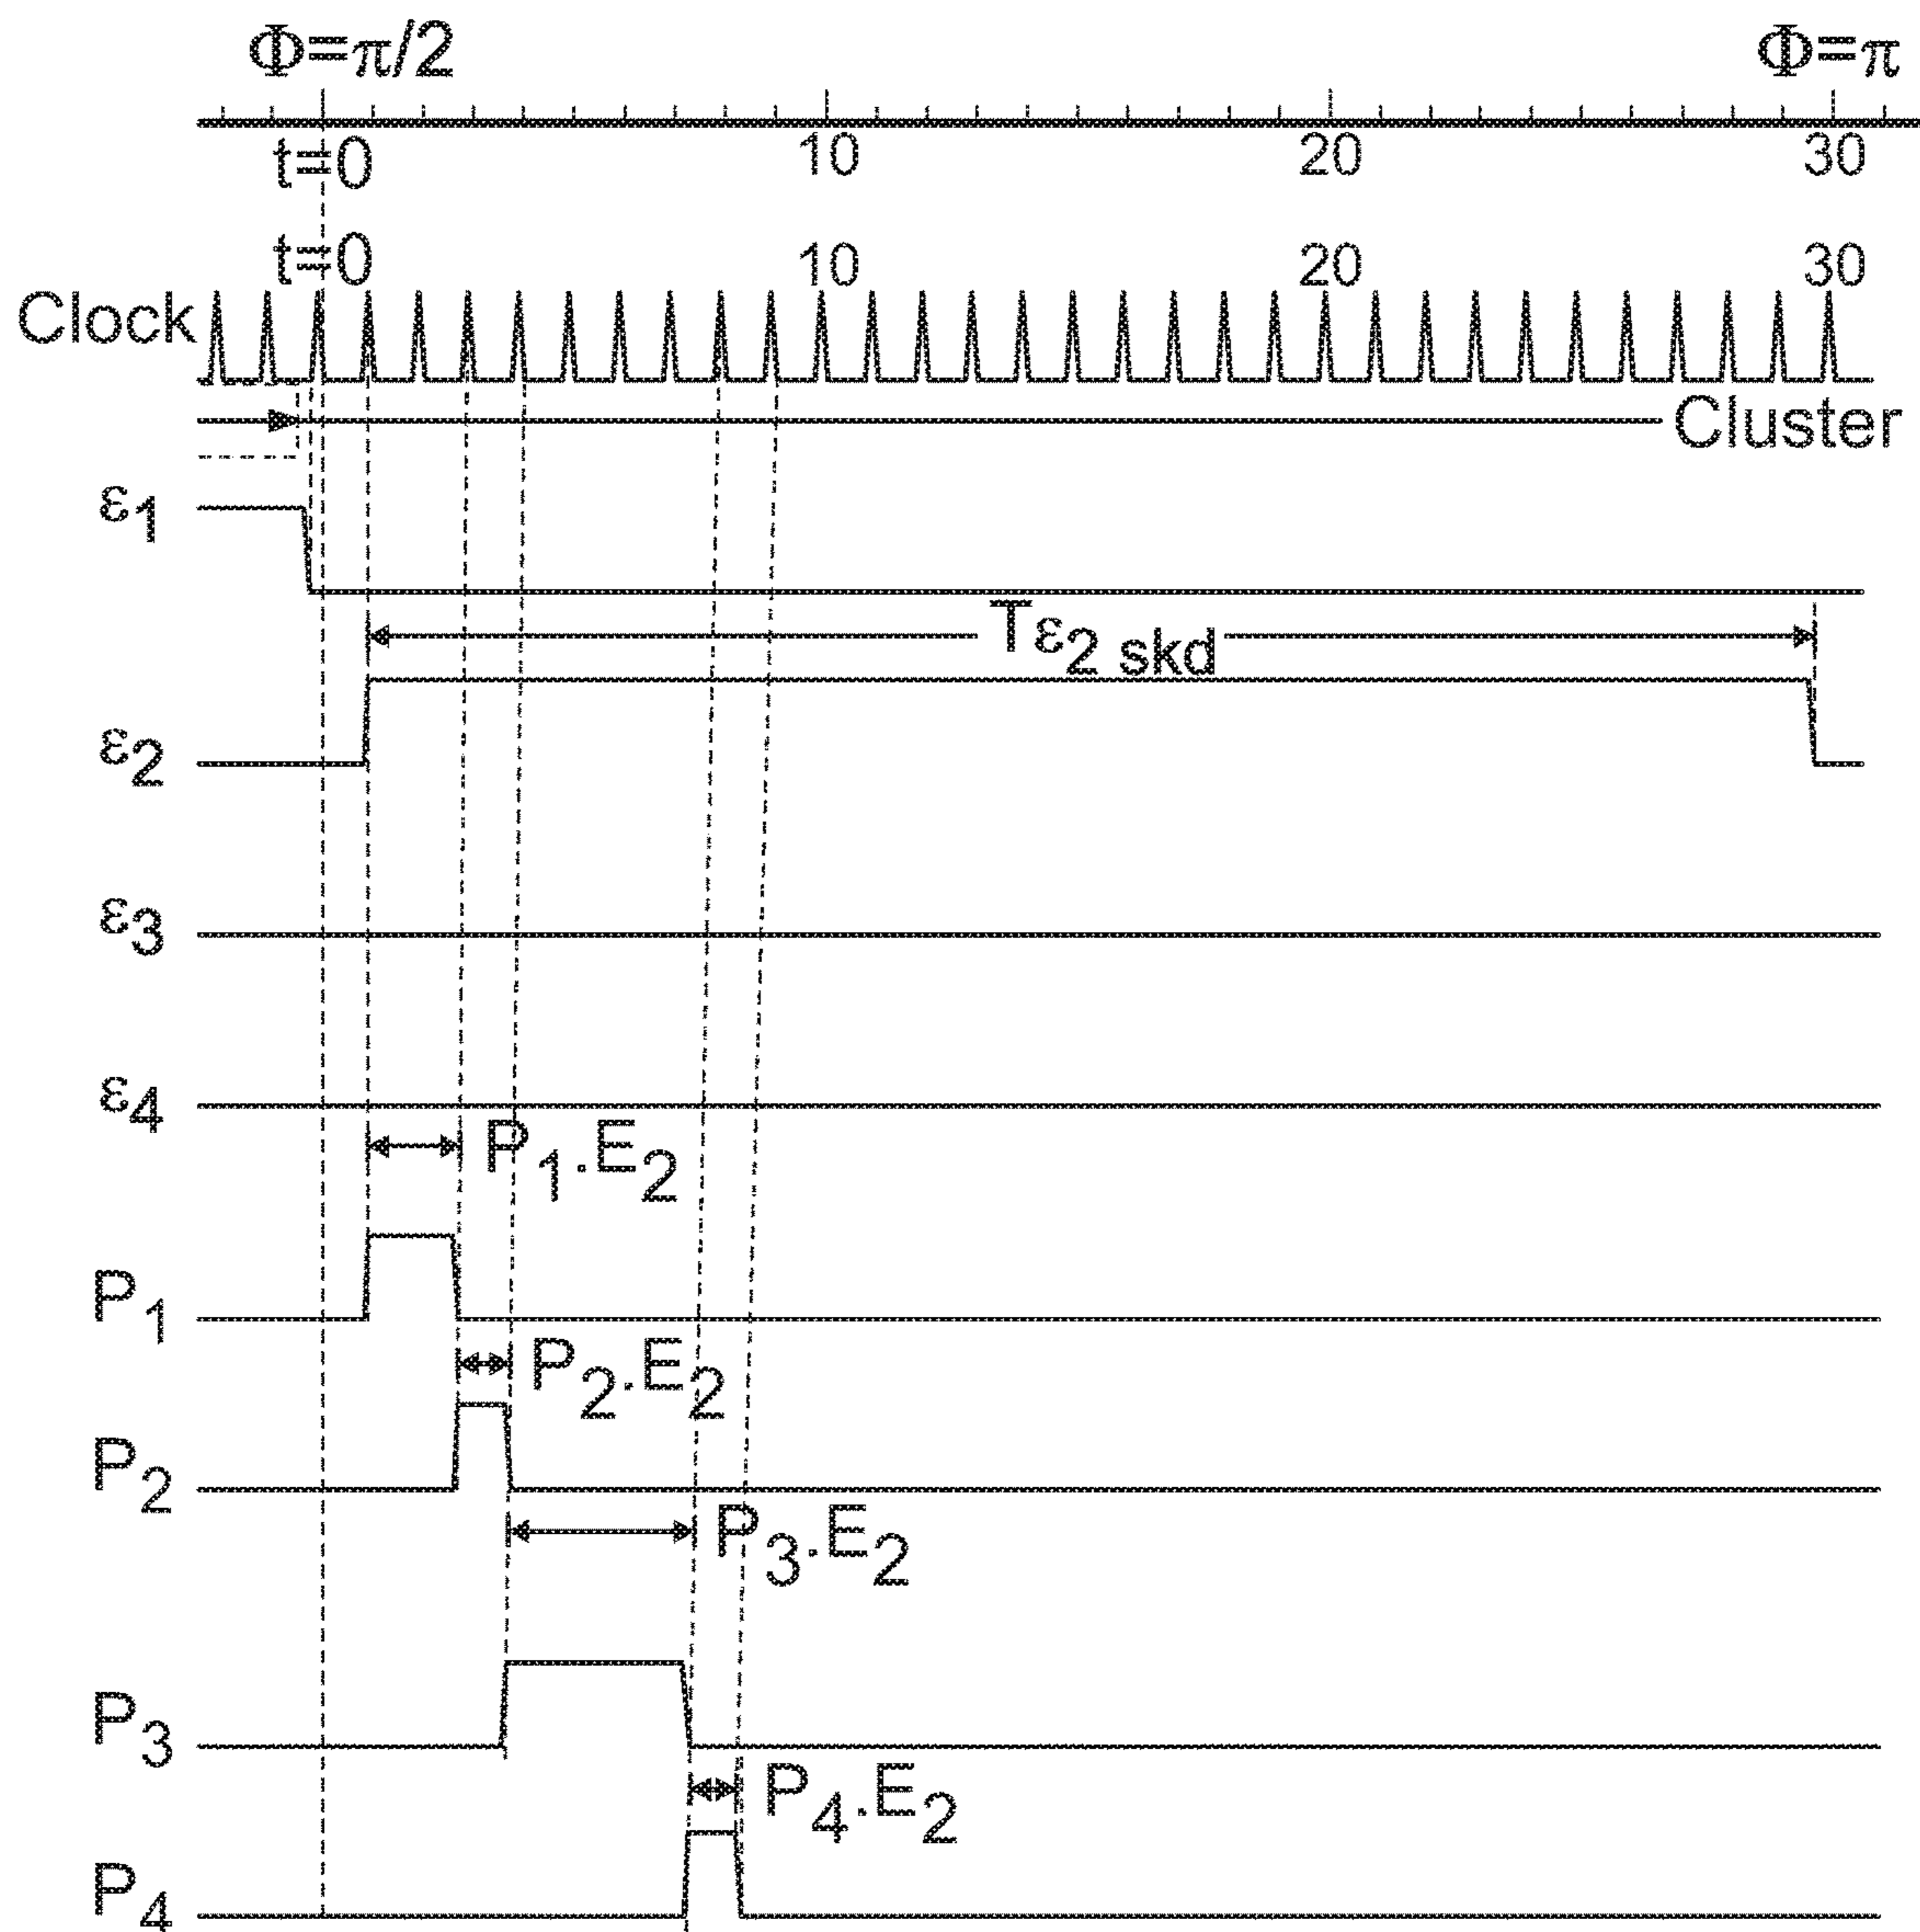 Φ=π/2 Φ=π
t=0 10 20 30
t=0 10 20 30
Clock
Cluster
ε1
Tε2 skd
ε2
ε3
ε4
P1.E2
P1
P2.E2
P2
P3.E2
P3
P4.E2
P4